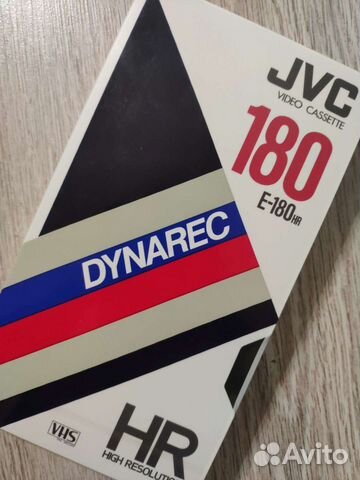 JVC
VIDEO CASSETTE
180
E-180HR
DYNAREC
VHS
HR
HIGH RESOLUTION
Avito